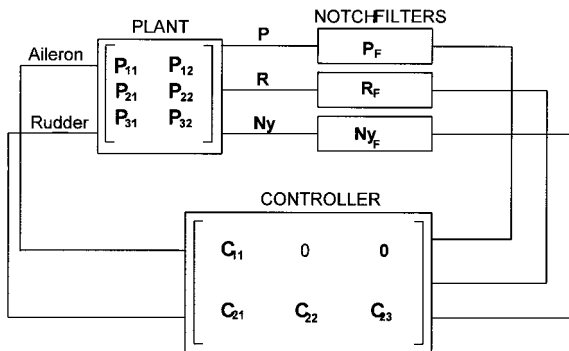 PLANT
NOTCHFILTERS
Aileron
Rudder
P11 P12
P21 P22
P31 P32
P
R
Ny
PF
RF
NyF
CONTROLLER
C11 0 0
C21 C22 C23